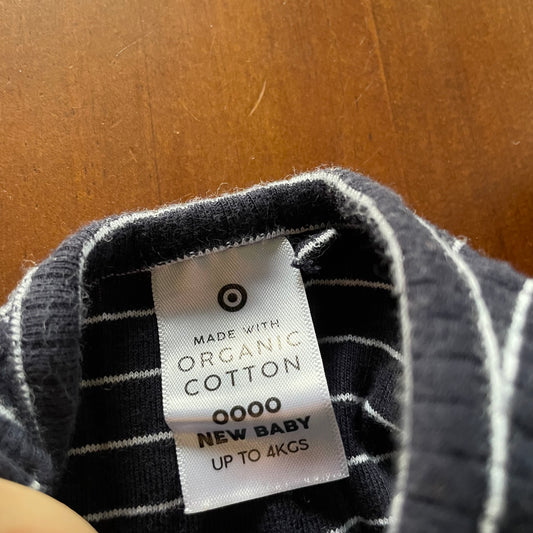 MADE WITH
ORGANIC
COTTON
0000
NEW BABY
UP TO 4KGS